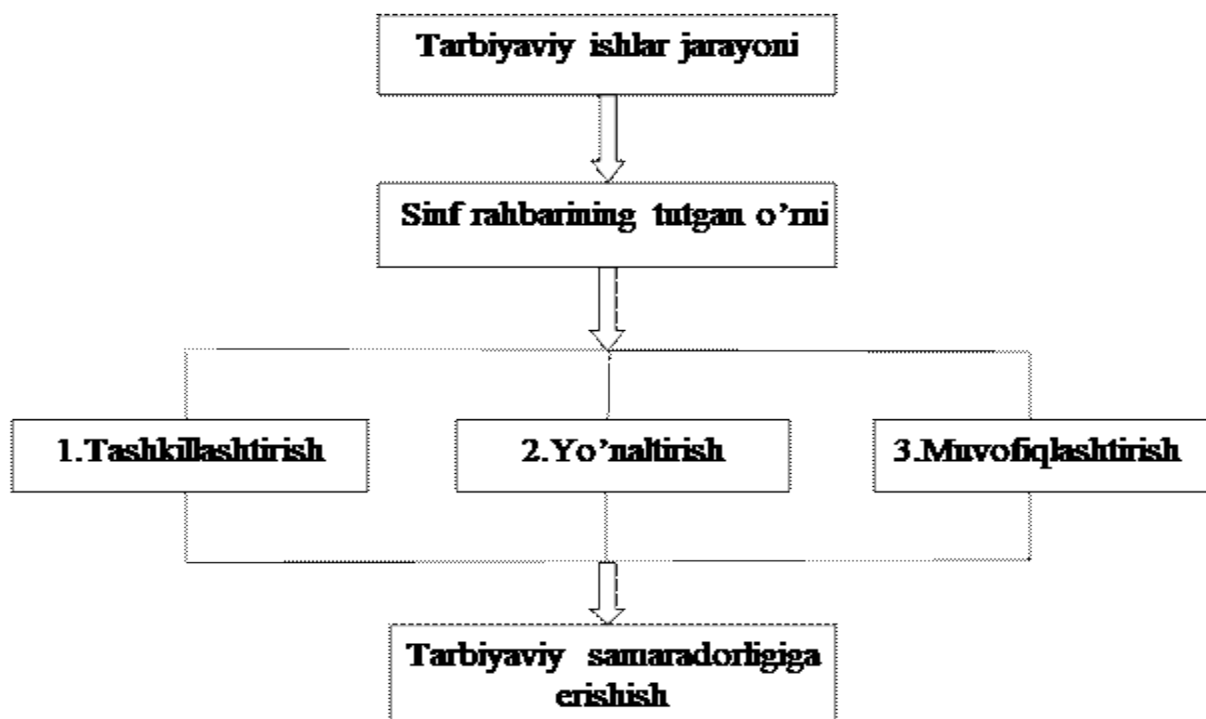 Tarbiyaviy ishlar jarayoni
Sinf rahbarining tutgan o’rni
1.Tashkillashtirish
2.Yo’naltirish
3.Muvofiqlashtirish
Tarbiyaviy samaradorligiga
erishish